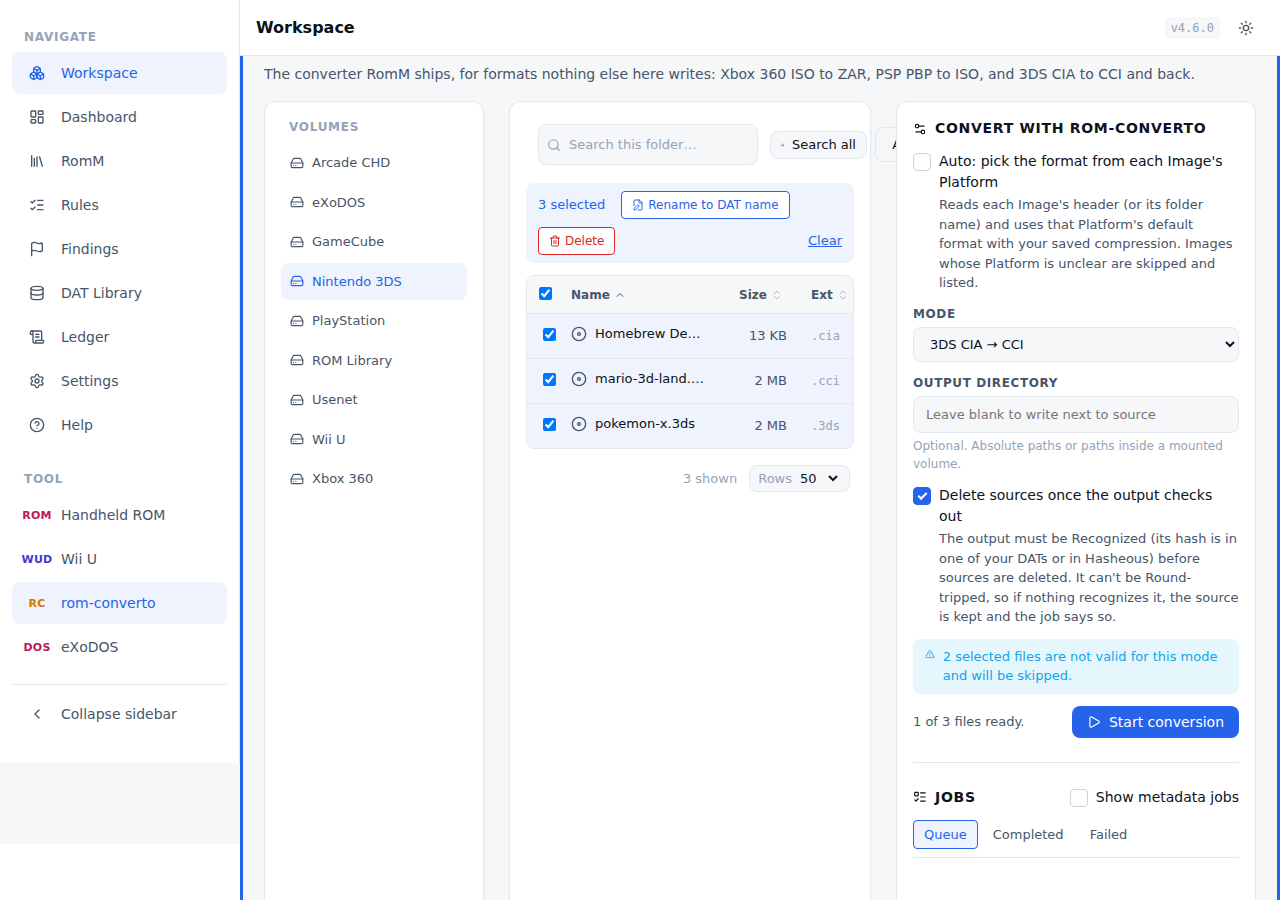 NAVIGATE
Workspace
Dashboard
RomM
Rules
Findings
DAT Library
Ledger
Settings
Help
TOOL
ROM Handheld ROM
WUD Wii U
RC rom-converto
DOS eXoDOS
Collapse sidebar
Workspace
v4.6.0
The converter RomM ships, for formats nothing else here writes: Xbox 360 ISO to ZAR, PSP PBP to ISO, and 3DS CIA to CCI and back.
VOLUMES
Arcade CHD
eXoDOS
GameCube
Nintendo 3DS
PlayStation
ROM Library
Usenet
Wii U
Xbox 360
Search this folder…
Search all
3 selected
Rename to DAT name
Delete
Clear
Name Size Ext
Homebrew De… 13 KB .cia
mario-3d-land.… 2 MB .cci
pokemon-x.3ds 2 MB .3ds
3 shown Rows 50
CONVERT WITH ROM-CONVERTO
Auto: pick the format from each Image's
Platform
Reads each Image's header (or its folder
name) and uses that Platform's default
format with your saved compression. Images
whose Platform is unclear are skipped and
listed.
MODE
3DS CIA → CCI
OUTPUT DIRECTORY
Leave blank to write next to source
Optional. Absolute paths or paths inside a mounted
volume.
Delete sources once the output checks
out
The output must be Recognized (its hash is in
one of your DATs or in Hasheous) before
sources are deleted. It can't be Round-
tripped, so if nothing recognizes it, the source
is kept and the job says so.
2 selected files are not valid for this mode
and will be skipped.
1 of 3 files ready.
Start conversion
JOBS
Show metadata jobs
Queue Completed Failed